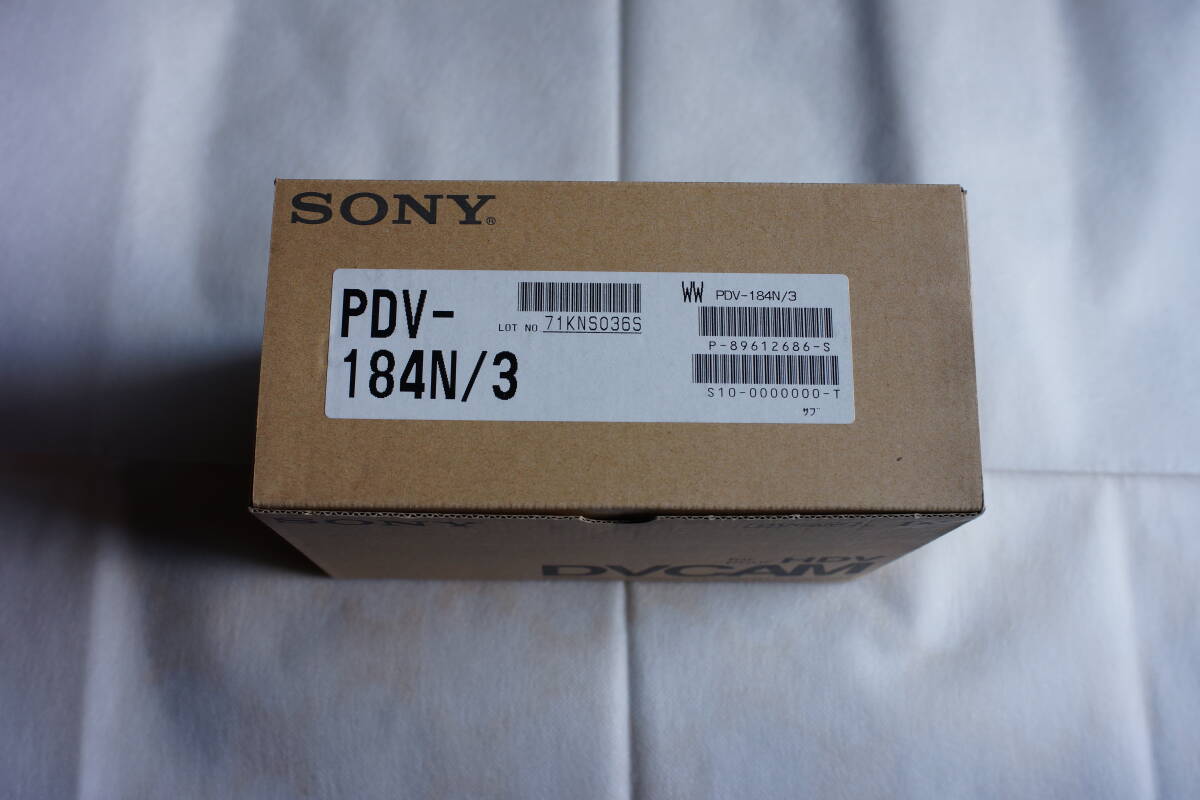 SONY®
PDV-
184N/3
LOT NO 71KNS036S
WW PDV-184N/3
P-89612686-S
S10-0000000-T
ｻﾌﾞ
SONY
HDV
DVCAM